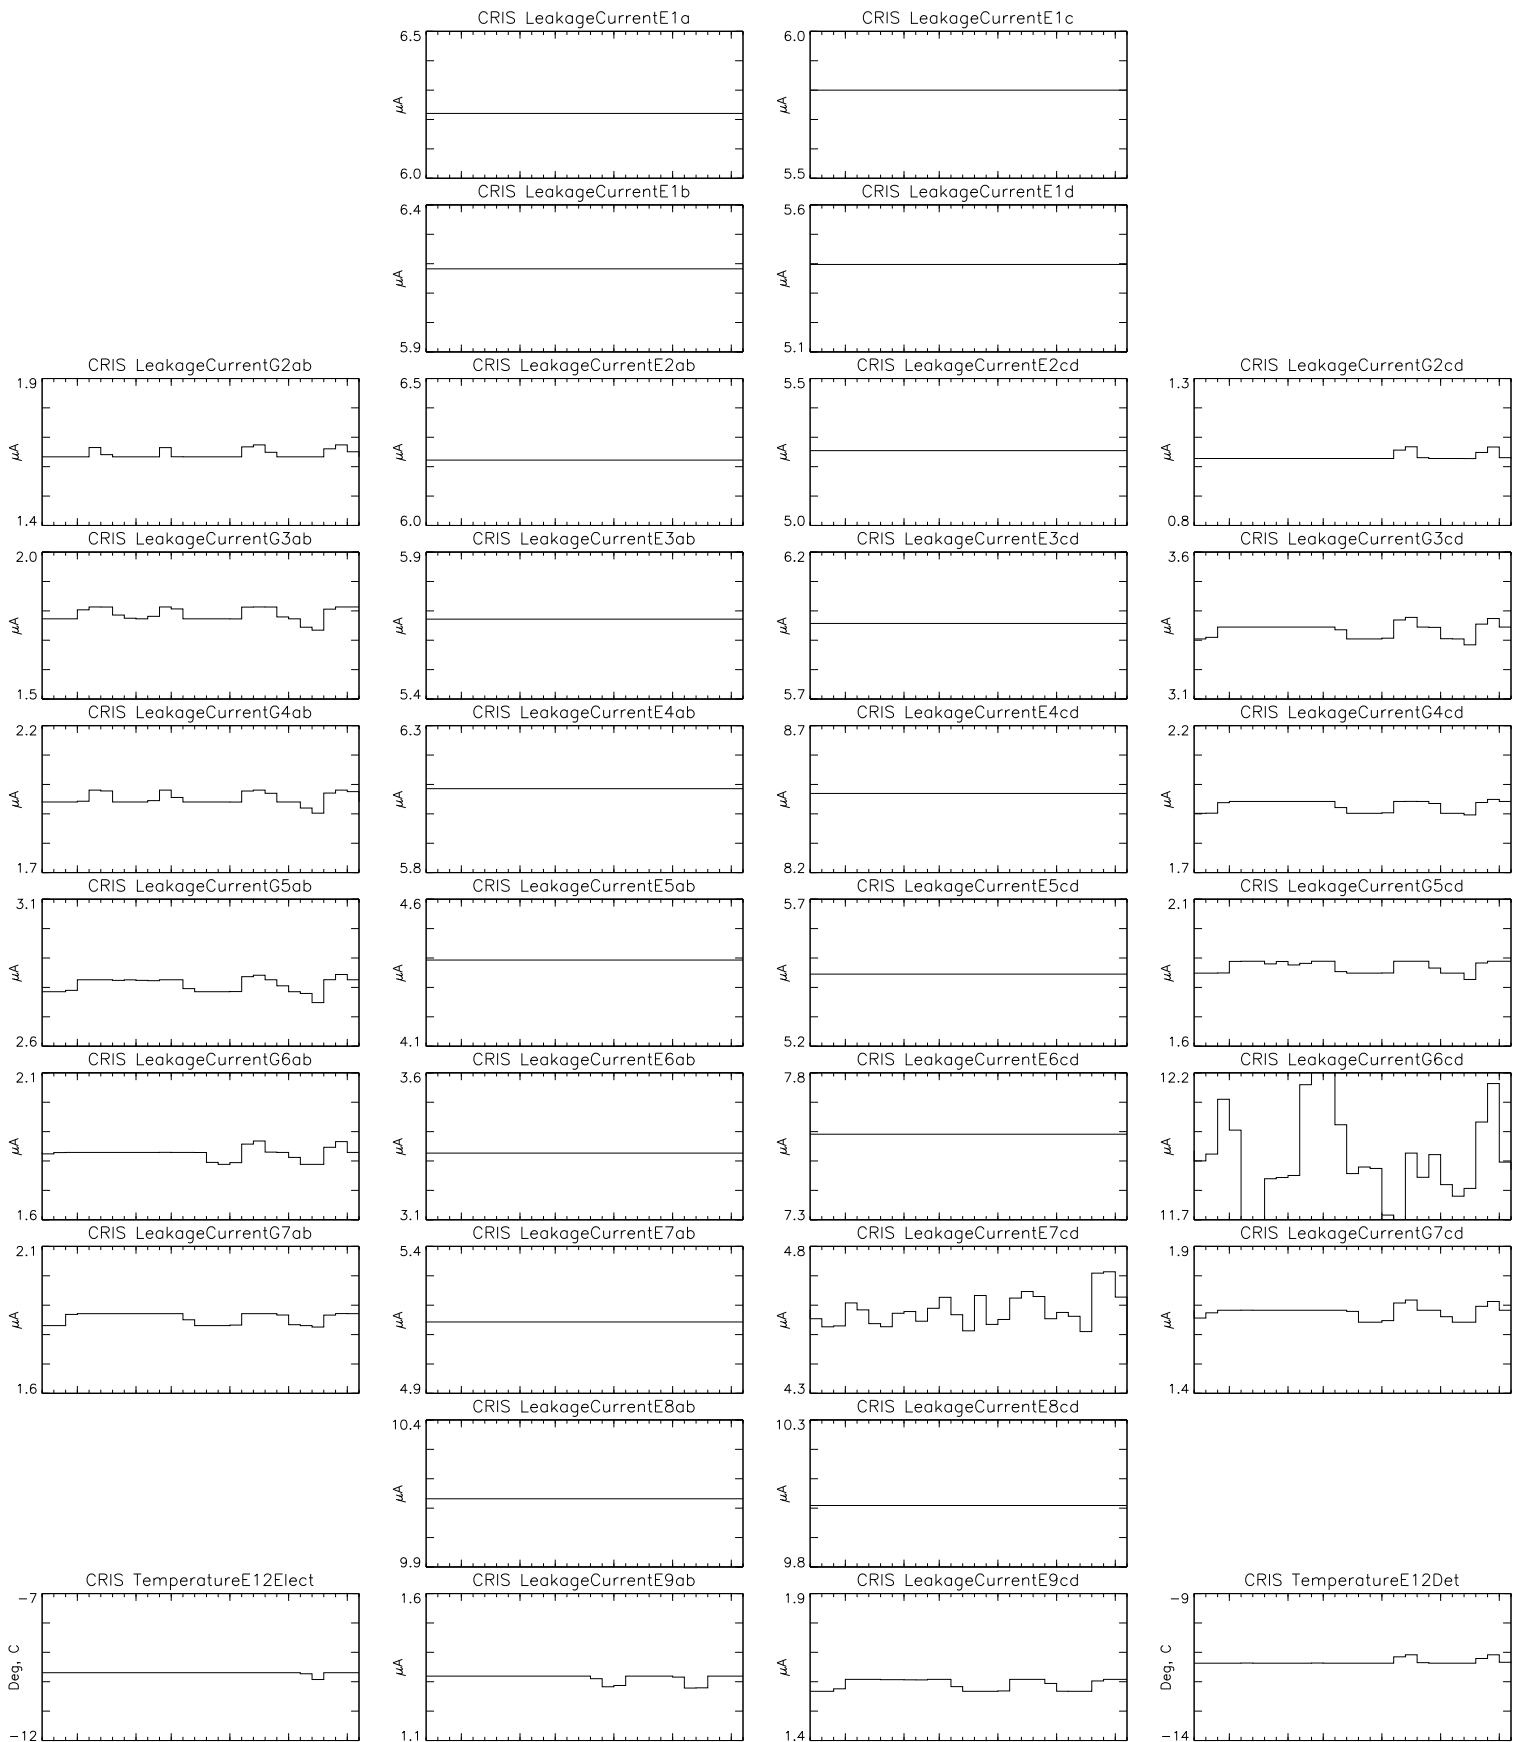 CRIS LeakageCurrentE1a
6.5
μA
6.0
CRIS LeakageCurrentE1c
6.0
μA
5.5
CRIS LeakageCurrentE1b
6.4
μA
5.9
CRIS LeakageCurrentE1d
5.6
μA
5.1
CRIS LeakageCurrentG2ab
1.9
μA
1.4
CRIS LeakageCurrentE2ab
6.5
μA
6.0
CRIS LeakageCurrentE2cd
5.5
μA
5.0
CRIS LeakageCurrentG2cd
1.3
μA
0.8
CRIS LeakageCurrentG3ab
2.0
μA
1.5
CRIS LeakageCurrentE3ab
5.9
μA
5.4
CRIS LeakageCurrentE3cd
6.2
μA
5.7
CRIS LeakageCurrentG3cd
3.6
μA
3.1
CRIS LeakageCurrentG4ab
2.2
μA
1.7
CRIS LeakageCurrentE4ab
6.3
μA
5.8
CRIS LeakageCurrentE4cd
8.7
μA
8.2
CRIS LeakageCurrentG4cd
2.2
μA
1.7
CRIS LeakageCurrentG5ab
3.1
μA
2.6
CRIS LeakageCurrentE5ab
4.6
μA
4.1
CRIS LeakageCurrentE5cd
5.7
μA
5.2
CRIS LeakageCurrentG5cd
2.1
μA
1.6
CRIS LeakageCurrentG6ab
2.1
μA
1.6
CRIS LeakageCurrentE6ab
3.6
μA
3.1
CRIS LeakageCurrentE6cd
7.8
μA
7.3
CRIS LeakageCurrentG6cd
12.2
μA
11.7
CRIS LeakageCurrentG7ab
2.1
μA
1.6
CRIS LeakageCurrentE7ab
5.4
μA
4.9
CRIS LeakageCurrentE7cd
4.8
μA
4.3
CRIS LeakageCurrentG7cd
1.9
μA
1.4
CRIS LeakageCurrentE8ab
10.4
μA
9.9
CRIS LeakageCurrentE8cd
10.3
μA
9.8
CRIS TemperatureE12Elect
-7
Deg, C
-12
CRIS LeakageCurrentE9ab
1.6
μA
1.1
CRIS LeakageCurrentE9cd
1.9
μA
1.4
CRIS TemperatureE12Det
-9
Deg, C
-14